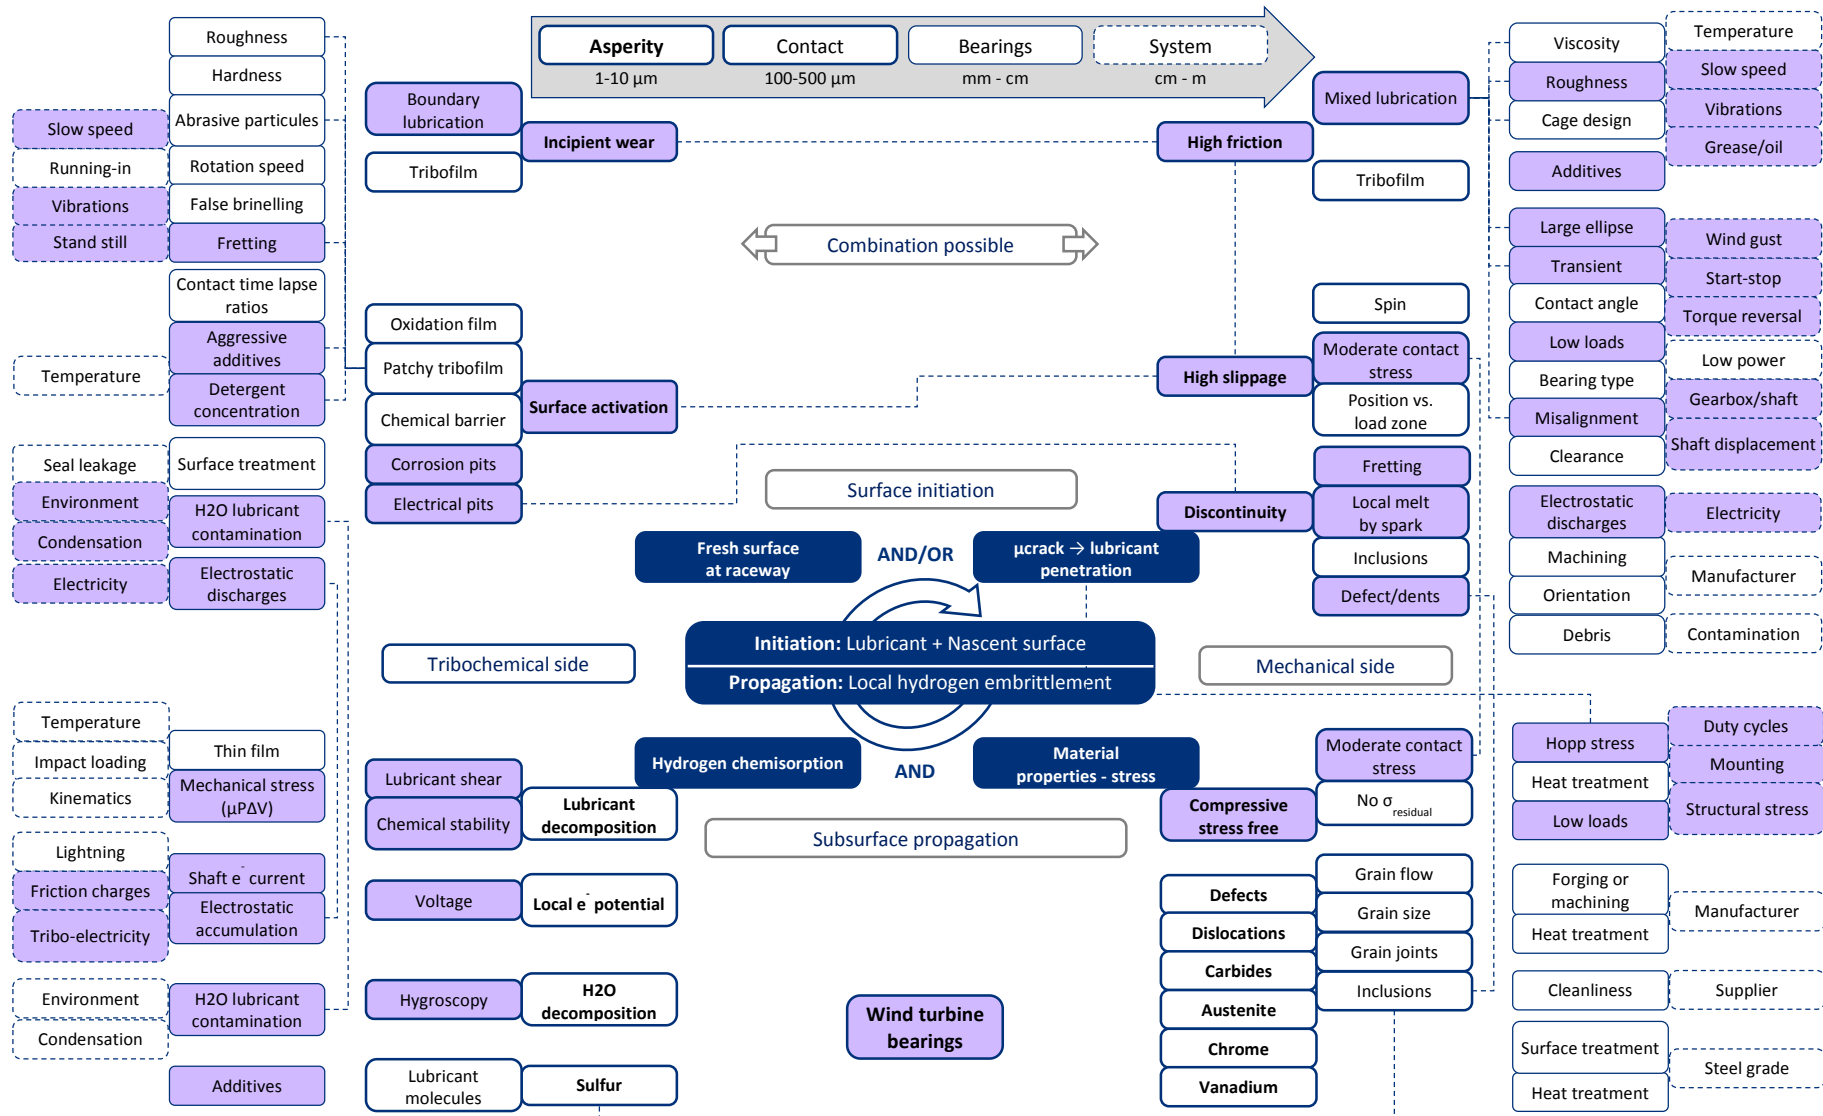 Asperity
Contact
Bearings
System
1-10 µm
100-500 µm
mm - cm
cm - m
Roughness
Hardness
Abrasive particules
Rotation speed
False brinelling
Fretting
Slow speed
Running-in
Vibrations
Stand still
Contact time lapse
ratios
Aggressive
additives
Detergent
concentration
Temperature
Boundary
lubrication
Tribofilm
Incipient wear
High friction
Mixed lubrication
Tribofilm
Viscosity
Roughness
Cage design
Additives
Temperature
Slow speed
Vibrations
Grease/oil
Combination possible
Large ellipse
Transient
Contact angle
Low loads
Bearing type
Misalignment
Clearance
Wind gust
Start-stop
Torque reversal
Low power
Gearbox/shaft
Shaft displacement
Oxidation film
Patchy tribofilm
Chemical barrier
Corrosion pits
Electrical pits
Surface activation
High slippage
Spin
Moderate contact
stress
Position vs.
load zone
Seal leakage
Environment
Condensation
Electricity
Surface treatment
H2O lubricant
contamination
Electrostatic
discharges
Surface initiation
Discontinuity
Fretting
Local melt
by spark
Inclusions
Defect/dents
Electrostatic
discharges
Machining
Orientation
Debris
Electricity
Manufacturer
Contamination
Fresh surface
at raceway
AND/OR
µcrack → lubricant
penetration
Tribochemical side
Initiation: Lubricant + Nascent surface
Propagation: Local hydrogen embrittlement
Mechanical side
Hydrogen chemisorption
AND
Material
properties - stress
Subsurface propagation
Temperature
Impact loading
Kinematics
Thin film
Mechanical stress
(µPΔV)
Lubricant shear
Chemical stability
Lubricant
decomposition
Compressive
stress free
Moderate contact
stress
No σresidual
Hopp stress
Heat treatment
Low loads
Duty cycles
Mounting
Structural stress
Lightning
Friction charges
Tribo-electricity
Shaft e- current
Electrostatic
accumulation
Voltage
Local e- potential
Defects
Dislocations
Carbides
Austenite
Chrome
Vanadium
Grain flow
Grain size
Grain joints
Inclusions
Forging or
machining
Heat treatment
Manufacturer
Environment
Condensation
H2O lubricant
contamination
Hygroscopy
H2O
decomposition
Wind turbine
bearings
Cleanliness
Supplier
Additives
Lubricant
molecules
Sulfur
Surface treatment
Heat treatment
Steel grade